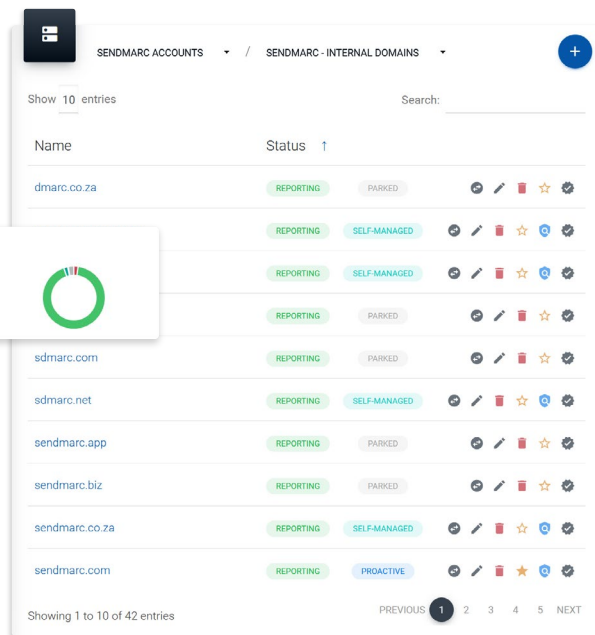 SENDMARC ACCOUNTS / SENDMARC - INTERNAL DOMAINS +
Show 10 entries Search:
Name Status ↑
dmarc.co.za REPORTING PARKED
REPORTING SELF-MANAGED
REPORTING SELF-MANAGED
REPORTING PARKED
sdmarc.com REPORTING PARKED
sdmarc.net REPORTING SELF-MANAGED
sendmarc.app REPORTING PARKED
sendmarc.biz REPORTING PARKED
sendmarc.co.za REPORTING SELF-MANAGED
sendmarc.com REPORTING PROACTIVE
Showing 1 to 10 of 42 entries PREVIOUS 1 2 3 4 5 NEXT